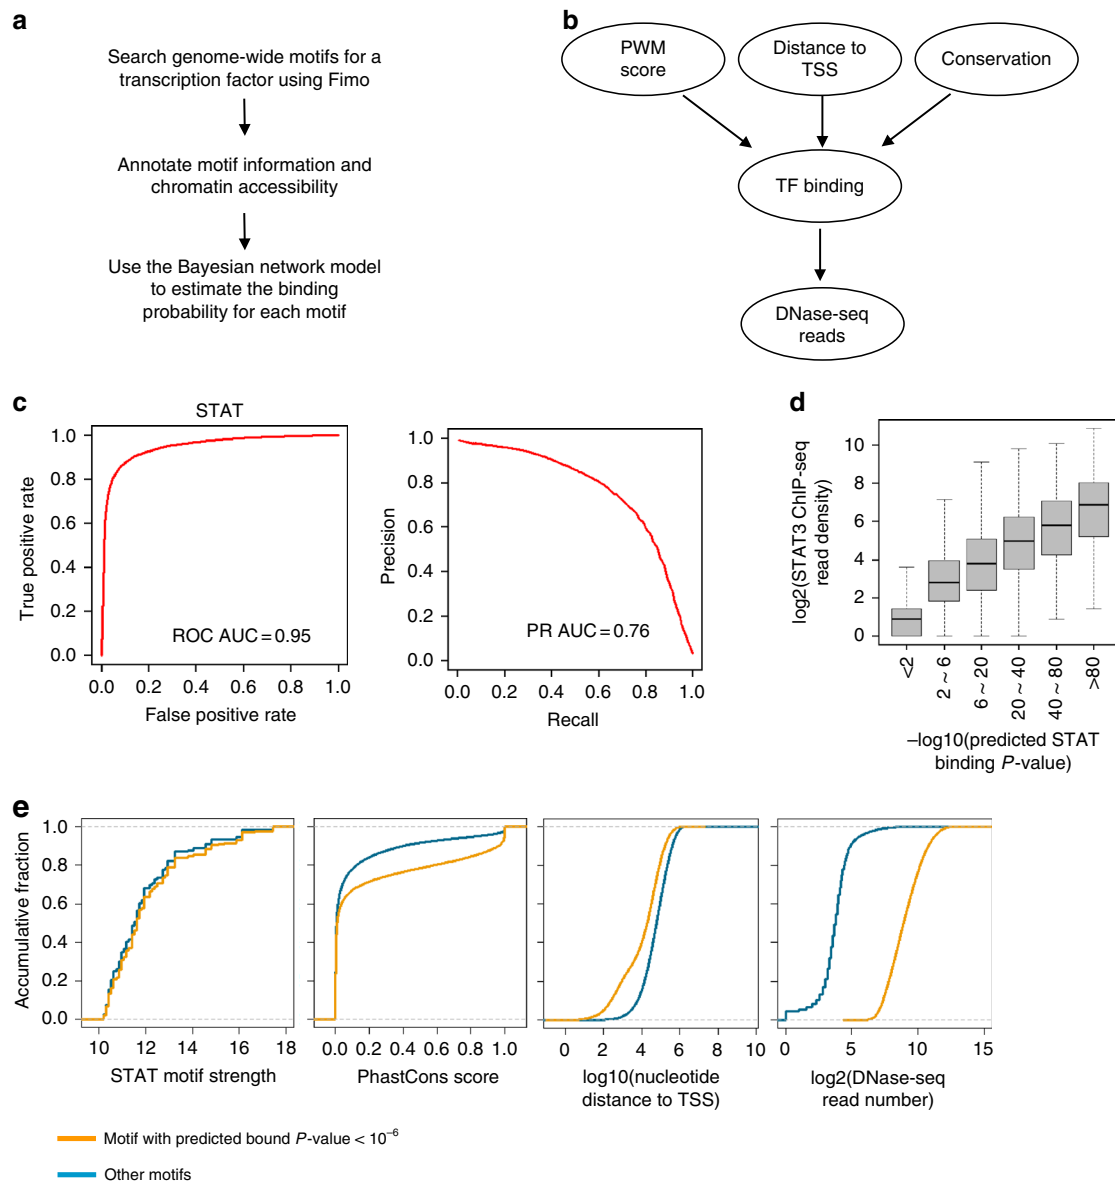 a
Search genome-wide motifs for a
transcription factor using Fimo
Annotate motif information and
chromatin accessibility
Use the Bayesian network model
to estimate the binding
probability for each motif
b
PWM
score
Distance to
TSS
Conservation
TF binding
DNase-seq
reads
c
STAT
True positive rate
1.0
0.8
0.6
0.4
0.2
0.0
ROC AUC = 0.95
0.0 0.2 0.4 0.6 0.8 1.0
False positive rate
Precision
1.0
0.8
0.6
0.4
0.2
0.0
PR AUC = 0.76
0.0 0.2 0.4 0.6 0.8 1.0
Recall
d
log2(STAT3 ChIP-seq
read density)
10
8
6
4
2
0
<2
2 ~ 6
6 ~ 20
20 ~ 40
40 ~ 80
>80
–log10(predicted STAT
binding P-value)
e
Accumulative fraction
1.0
0.8
0.6
0.4
0.2
0.0
10 12 14 16 18
STAT motif strength
0.0 0.2 0.4 0.6 0.8 1.0
PhastCons score
0 2 4 6 8 10
log10(nucleotide
distance to TSS)
0 5 10 15
log2(DNase-seq
read number)
Motif with predicted bound P-value < 10⁻⁶
Other motifs